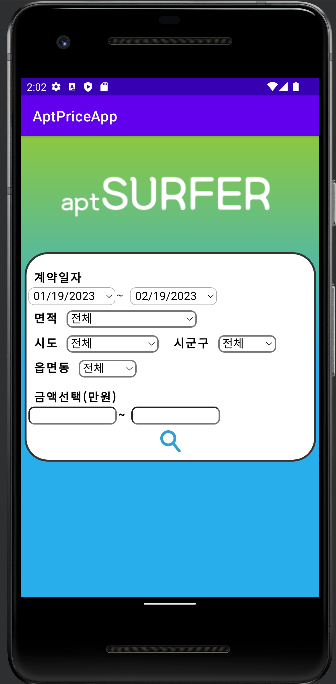 2:02
AptPriceApp
aptSURFER
계약일자
01/19/2023 ~ 02/19/2023
면적 전체
시도 전체 시군구 전체
읍면동 전체
금액선택(만원)
~